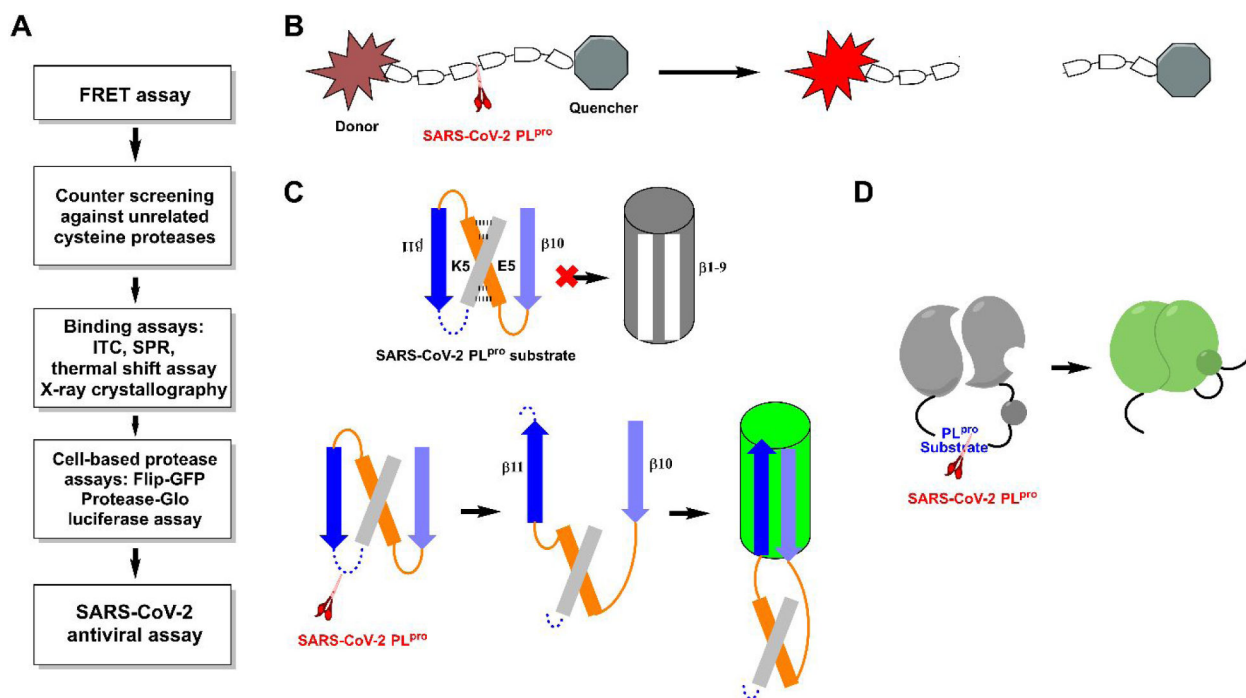 A
FRET assay
Counter screening
against unrelated
cysteine proteases
Binding assays:
ITC, SPR,
thermal shift assay
X-ray crystallography
Cell-based protease
assays: Flip-GFP
Protease-Glo
luciferase assay
SARS-CoV-2
antiviral assay
B
Donor
SARS-CoV-2 PLpro
Quencher
C
β11
K5
E5
β10
β1-9
SARS-CoV-2 PLpro substrate
SARS-CoV-2 PLpro
β11
β10
D
PLpro
Substrate
SARS-CoV-2 PLpro